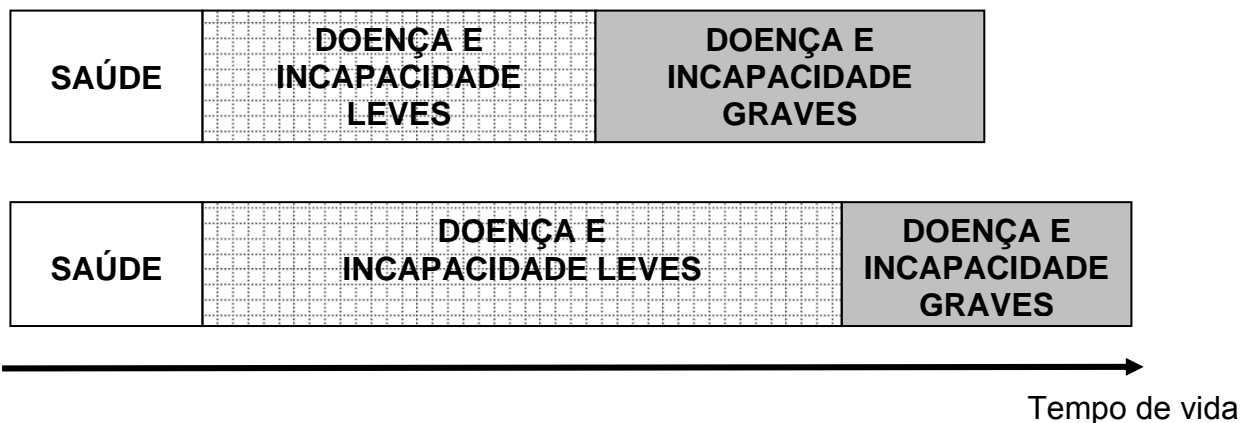 SAÚDE
DOENÇA E
INCAPACIDADE
LEVES
DOENÇA E
INCAPACIDADE
GRAVES
SAÚDE
DOENÇA E
INCAPACIDADE LEVES
DOENÇA E
INCAPACIDADE
GRAVES
Tempo de vida